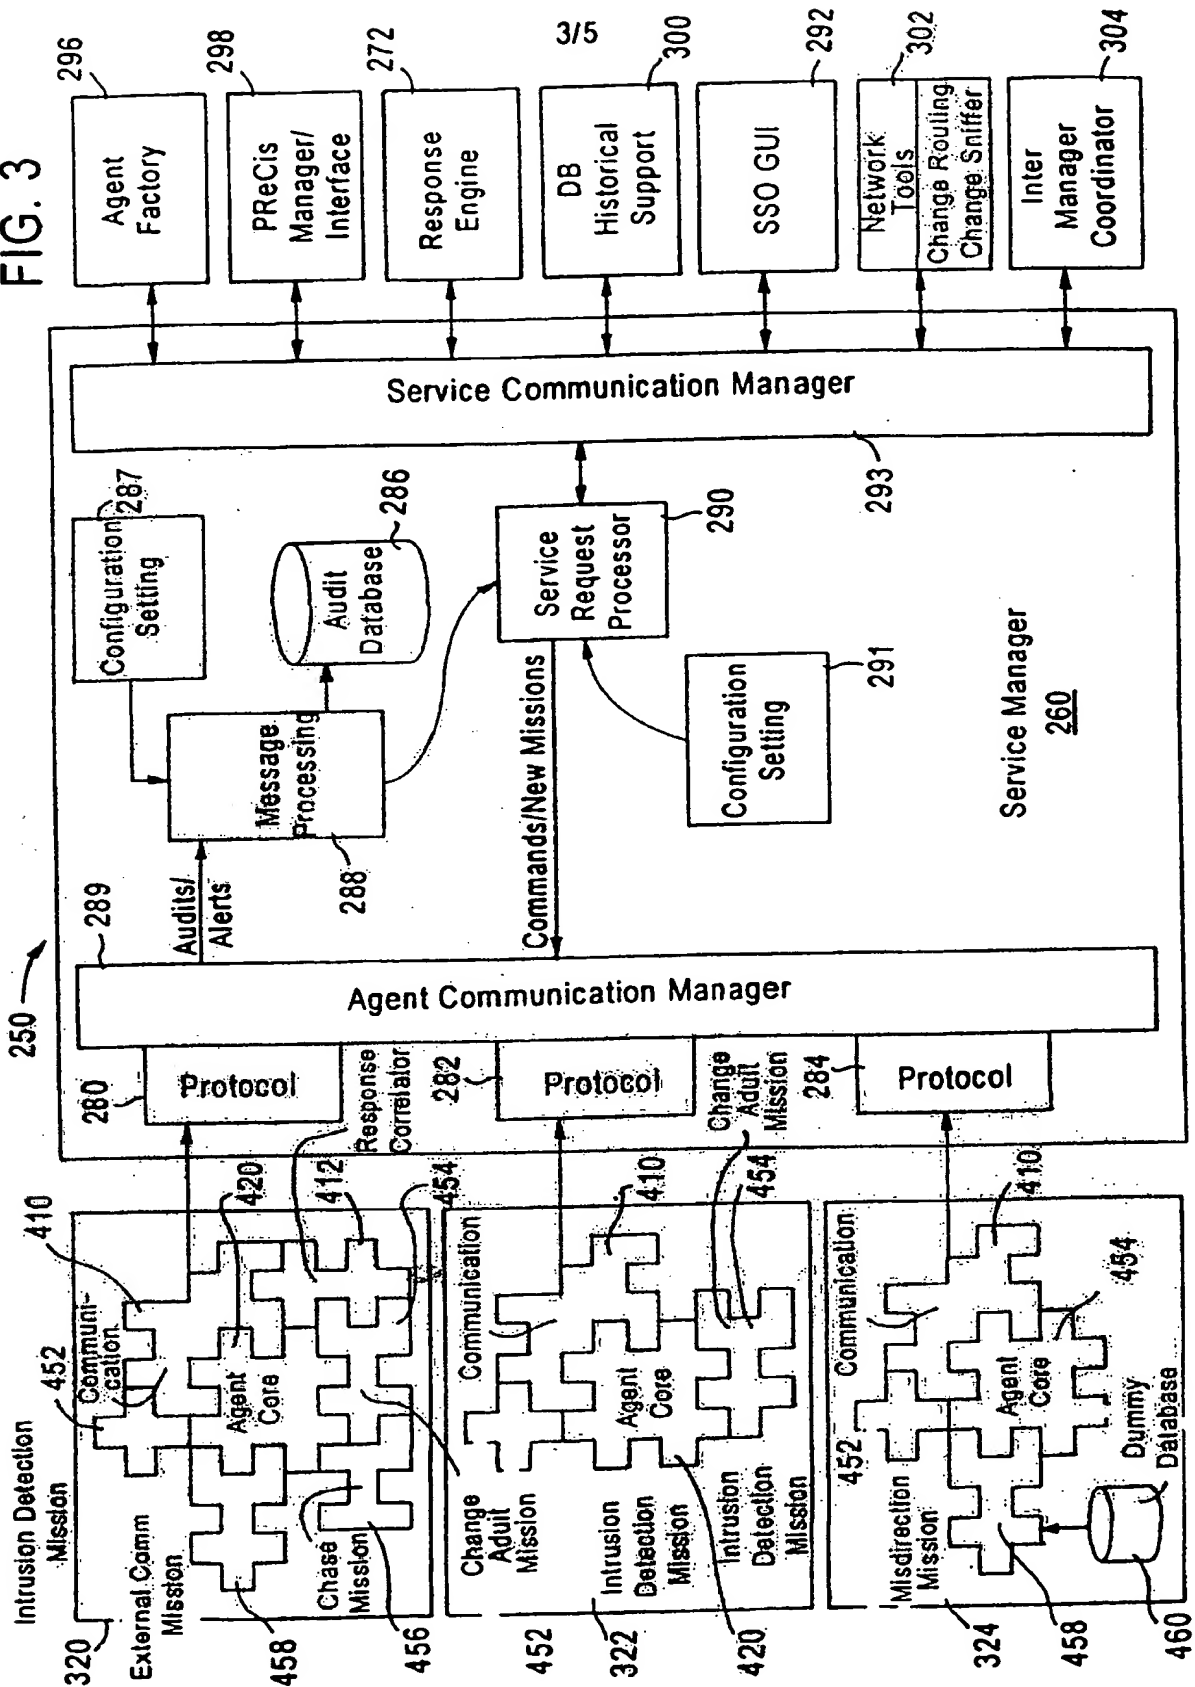 3/5
FIG. 3
296
Agent
Factory
298
PReCis
Manager/
Interface
272
Response
Engine
300
DB
Historical
Support
292
SSO GUI
302
Network
Tools
Change Routing
Change Sniffer
304
Inter
Manager
Coordinator
Service Communication Manager
293
Configuration
Setting
287
Audit
Database
286
Message
Processing
288
Service
Request
Processor
290
Configuration
Setting
291
Commands/New Missions
Audits/
Alerts
289
Service Manager
260
250
Agent Communication Manager
280
Protocol
282
Protocol
284
Protocol
Response
Correlator
Change
Adult
Mission
410
420
412
454
452
Communi-
cation
Agent
Core
Intrusion Detection
Mission
External Comm
Mission
Chase
Mission
320
458
456
410
454
Communication
Agent
Core
Change
Adult
Mission
Intrusion
Detection
Mission
Intrusion
Detection
Mission
452
322
420
410
454
Communication
452
Agent
Core
Misdirection
Mission
Dummy
Database
324
458
460